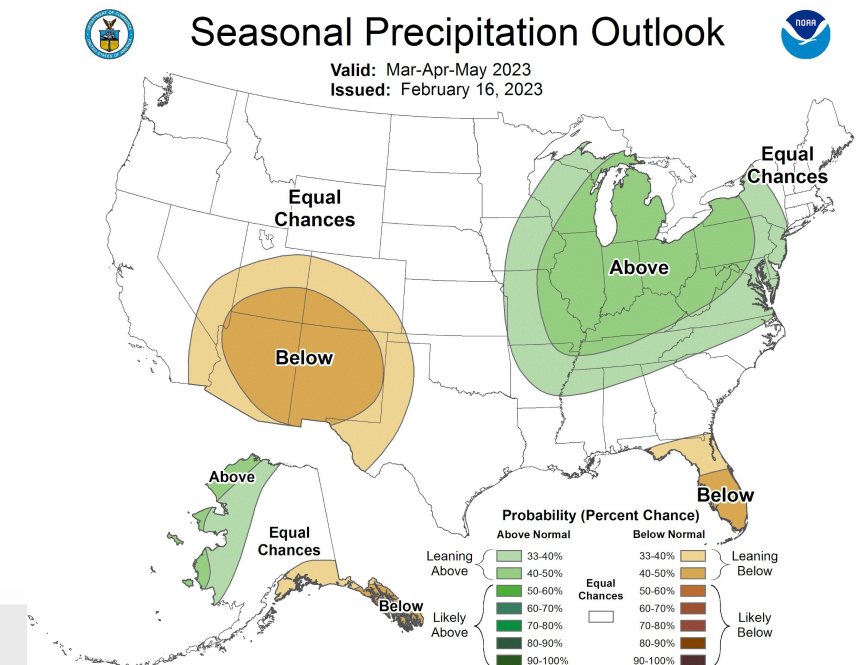 Seasonal Precipitation Outlook
NOAA
Valid: Mar-Apr-May 2023
Issued: February 16, 2023
Equal
Chances
Equal
Chances
Above
Below
Above
Equal
Chances
Below
Below
Probability (Percent Chance)
Above Normal
Below Normal
Leaning
Above
33-40%
40-50%
50-60%
60-70%
70-80%
80-90%
90-100%
Likely
Above
Equal
Chances
33-40%
40-50%
50-60%
60-70%
70-80%
80-90%
90-100%
Leaning
Below
Likely
Below